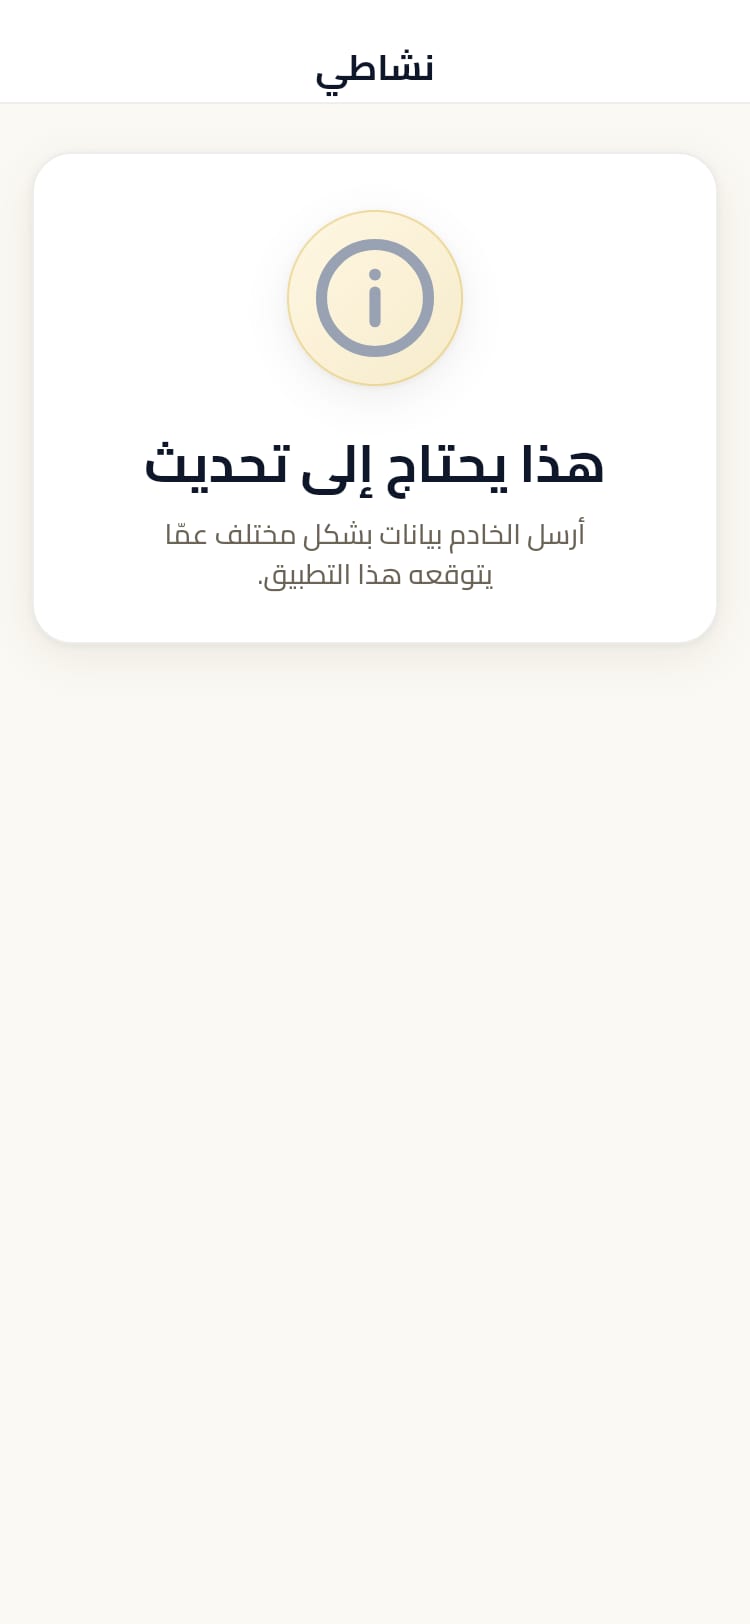 نشاطي
هذا يحتاج إلى تحديث
أرسل الخادم بيانات بشكل مختلف عمّا
يتوقعه هذا التطبيق.